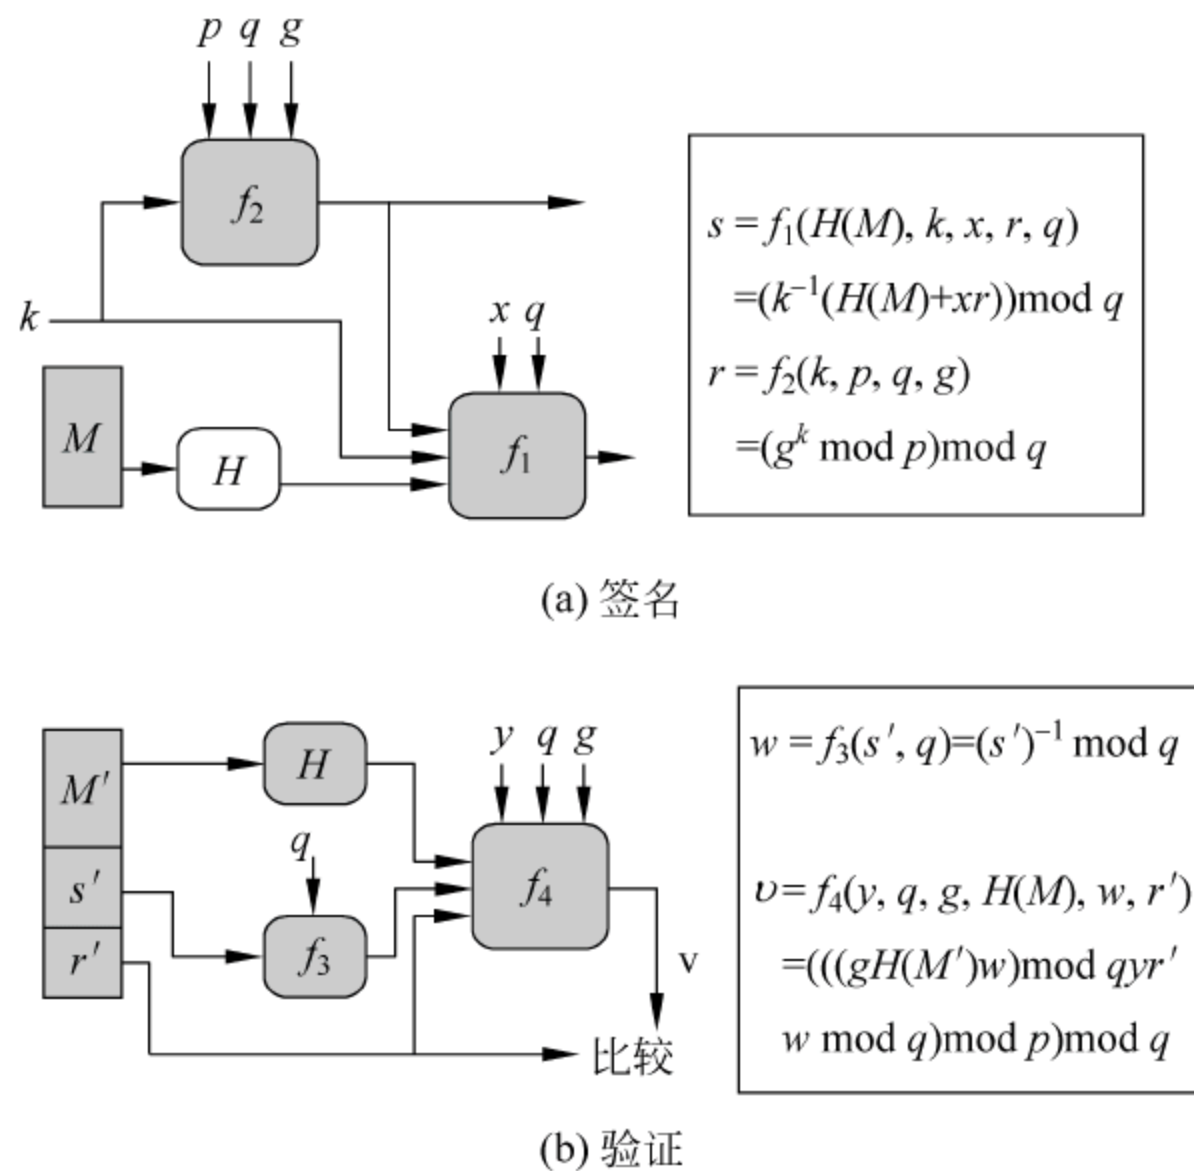 p q g
f₂
k
x q
M
H
f₁
s = f₁(H(M), k, x, r, q)
=(k⁻¹(H(M)+xr))mod q
r = f₂(k, p, q, g)
=(gᵏ mod p)mod q
(a) 签名
M′
H
y q g
q
s′
f₄
r′
f₃
v
比较
w = f₃(s′, q)=(s′)⁻¹ mod q
υ= f₄(y, q, g, H(M), w, r′)
=(((gH(M′)w)mod qyr′
w mod q)mod p)mod q
(b) 验证